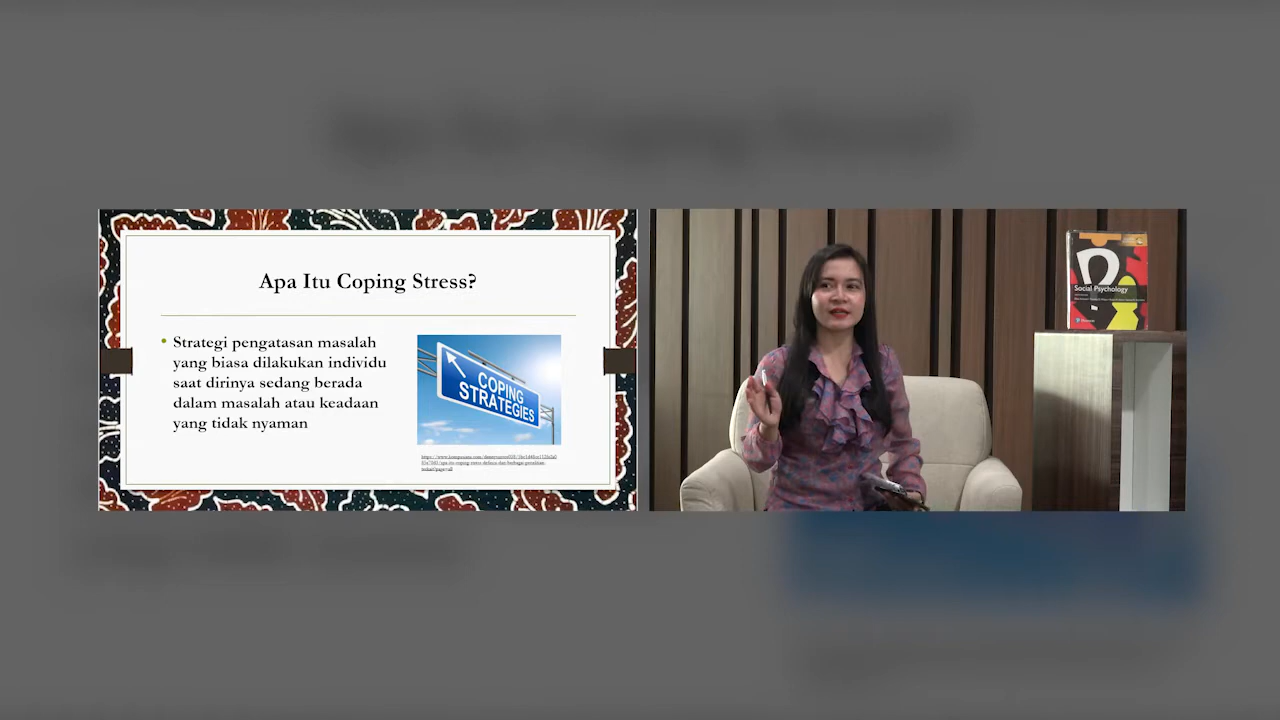 Apa Itu Coping Stress?
• Strategi pengatasan masalah
yang biasa dilakukan individu
saat dirinya sedang berada
dalam masalah atau keadaan
yang tidak nyaman
COPING
STRATEGIES
Social Psychology